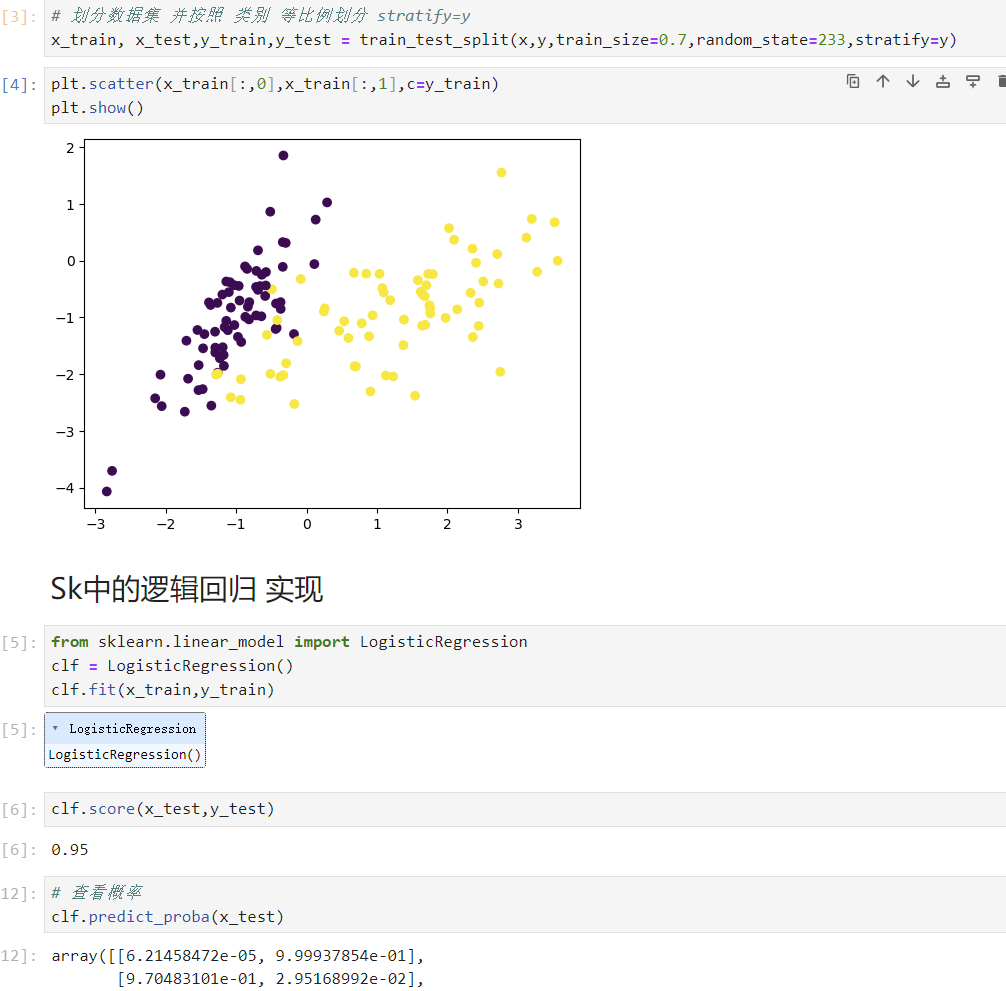 [3]: # 划分数据集 并按照 类别 等比例划分 stratify=y
x_train, x_test,y_train,y_test = train_test_split(x,y,train_size=0.7,random_state=233,stratify=y)
[4]: plt.scatter(x_train[:,0],x_train[:,1],c=y_train)
plt.show()
2
1
0
−1
−2
−3
−4
−3 −2 −1 0 1 2 3
Sk中的逻辑回归 实现
[5]: from sklearn.linear_model import LogisticRegression
clf = LogisticRegression()
clf.fit(x_train,y_train)
[5]: ▾ LogisticRegression
LogisticRegression()
[6]: clf.score(x_test,y_test)
[6]: 0.95
12]: # 查看概率
clf.predict_proba(x_test)
12]: array([[6.21458472e-05, 9.99937854e-01],
[9.70483101e-01, 2.95168992e-02],